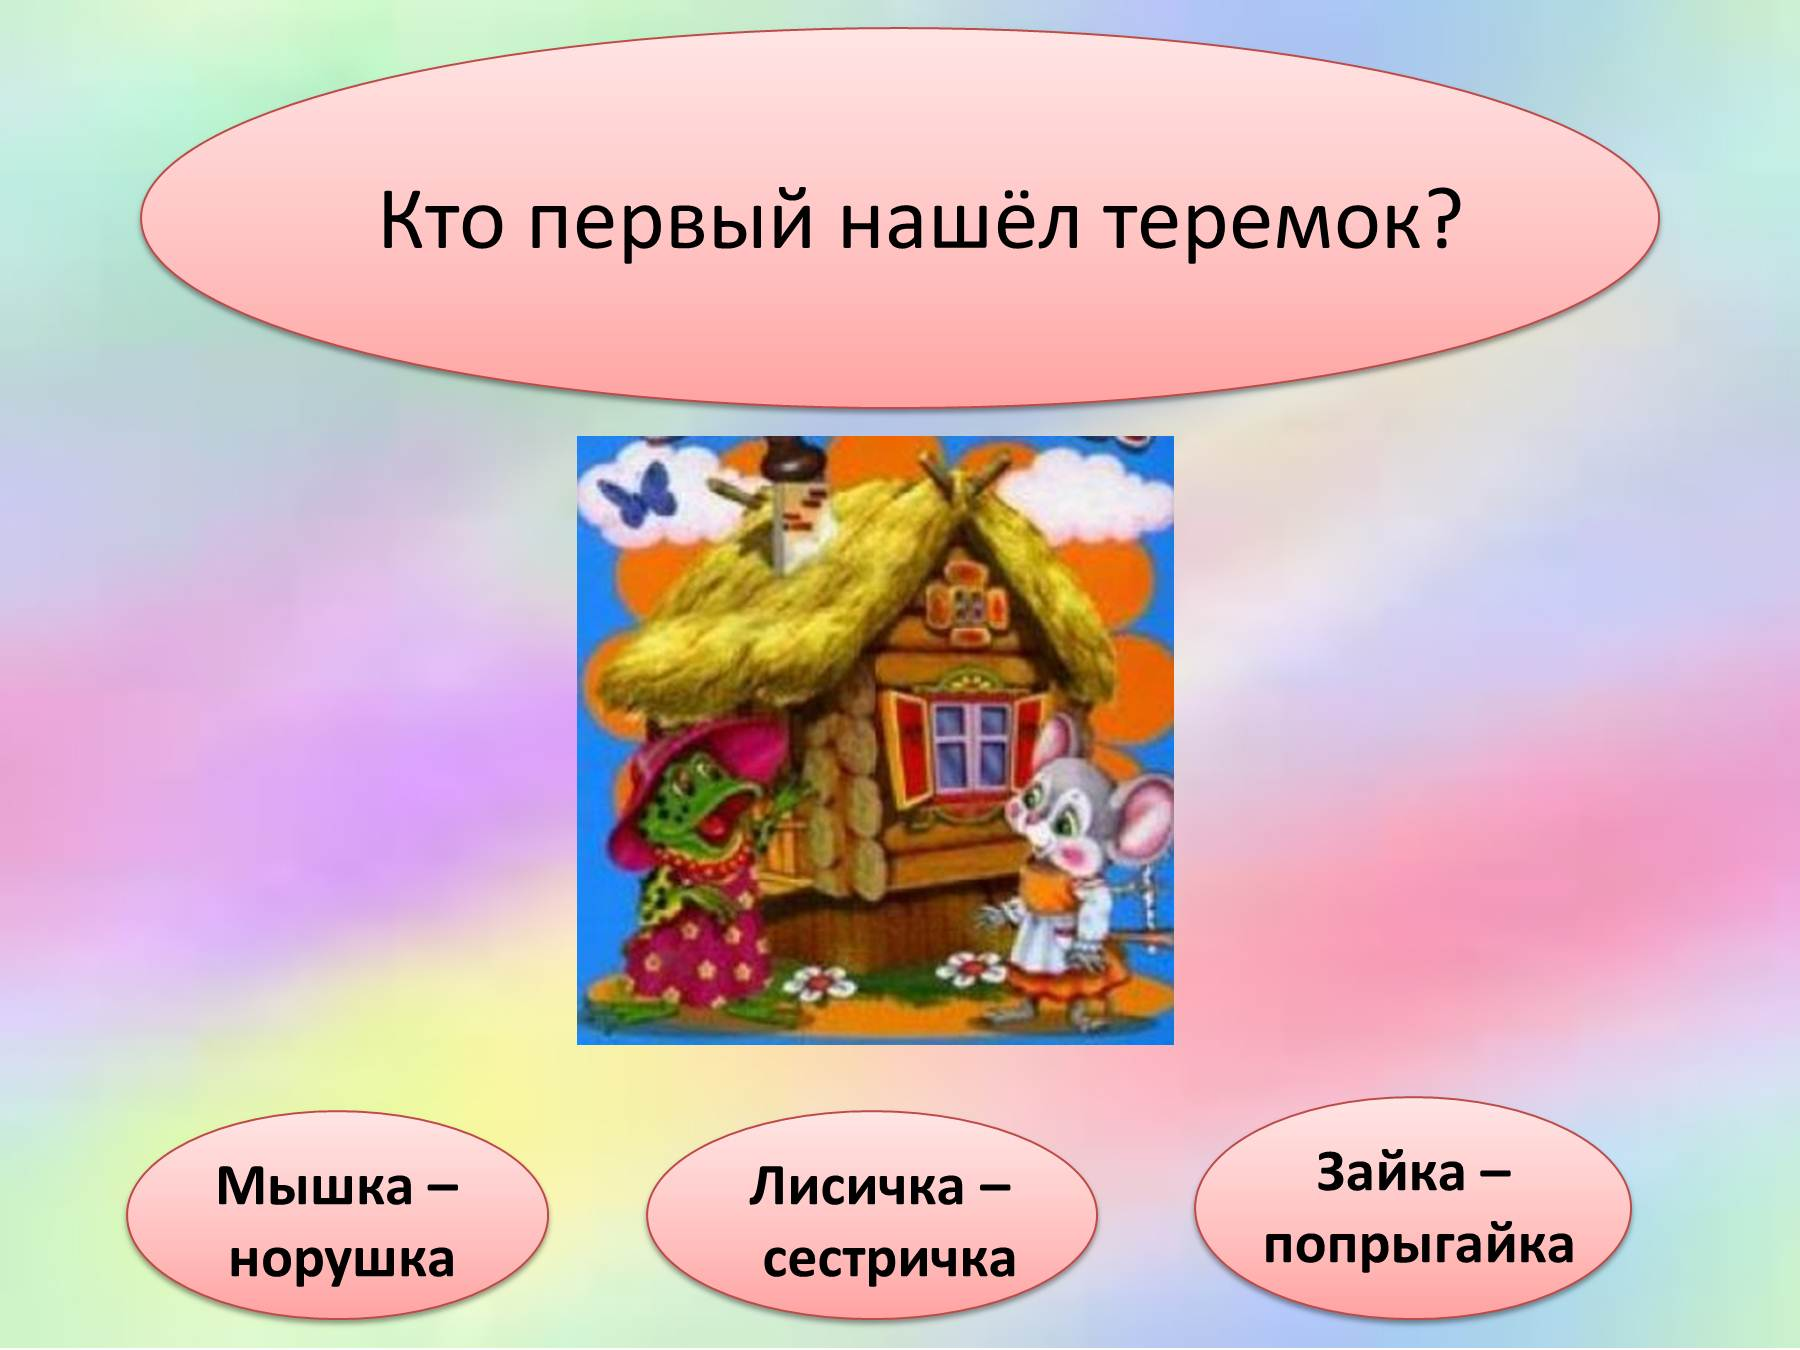 Кто первый нашёл теремок?
Мышка –
норушка
Лисичка –
сестричка
Зайка –
попрыгайка